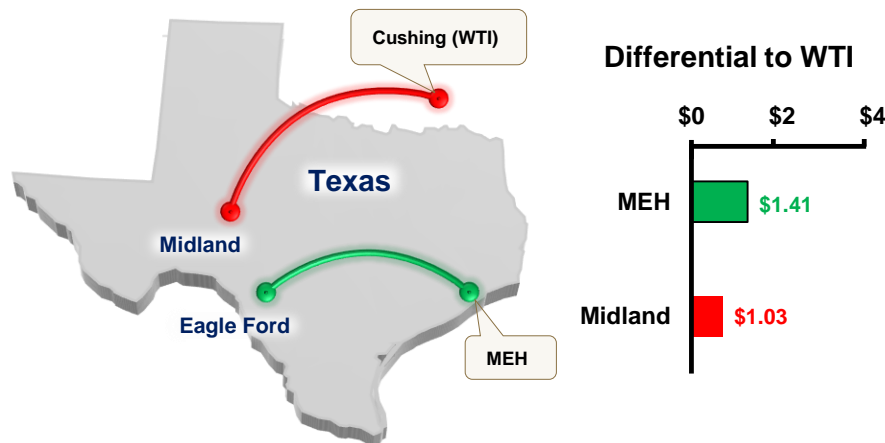 Cushing (WTI)
Texas
Midland
Eagle Ford
MEH
Differential to WTI
$0 $2 $4
MEH $1.41
Midland $1.03